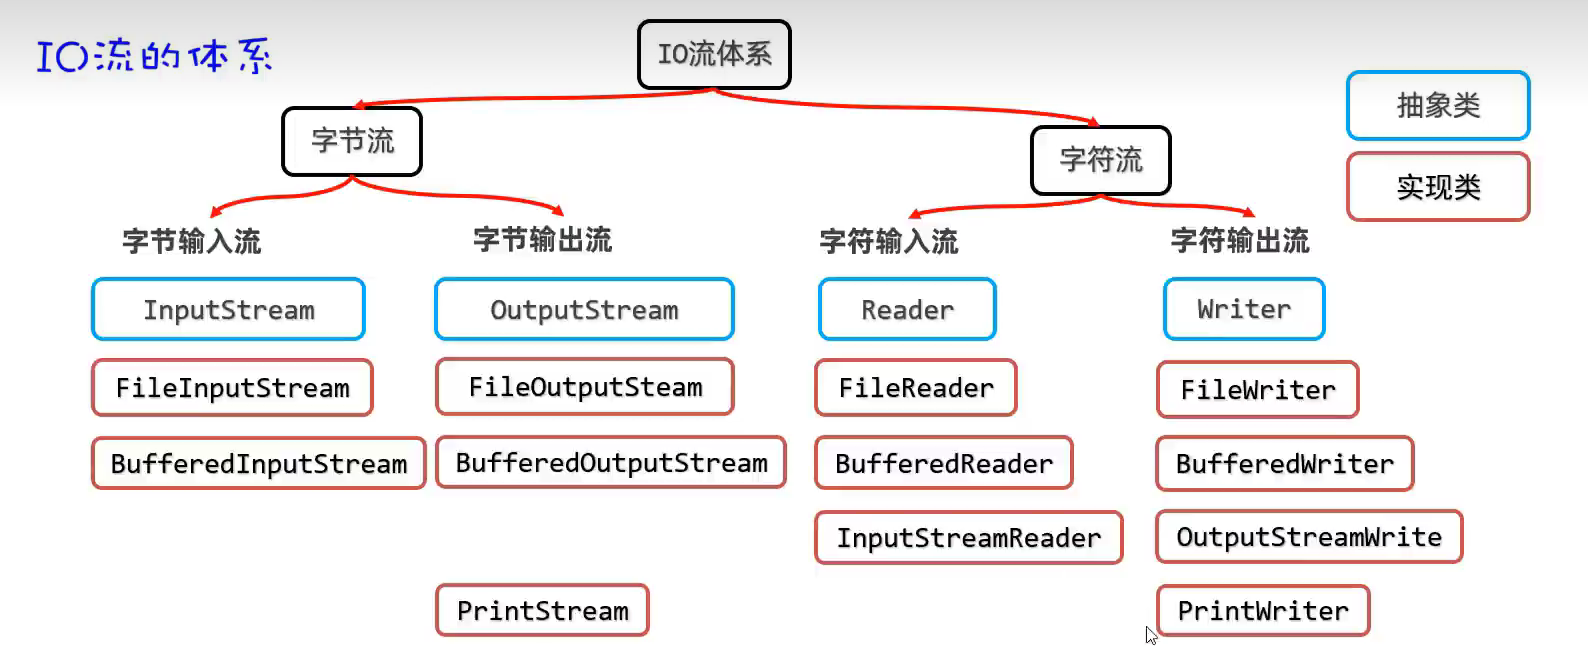 IO流的体系
IO流体系
抽象类
实现类
字节流
字符流
字节输入流
字节输出流
字符输入流
字符输出流
InputStream
OutputStream
Reader
Writer
FileInputStream
FileOutputSteam
FileReader
FileWriter
BufferedInputStream
BufferedOutputStream
BufferedReader
BufferedWriter
InputStreamReader
OutputStreamWrite
PrintStream
PrintWriter